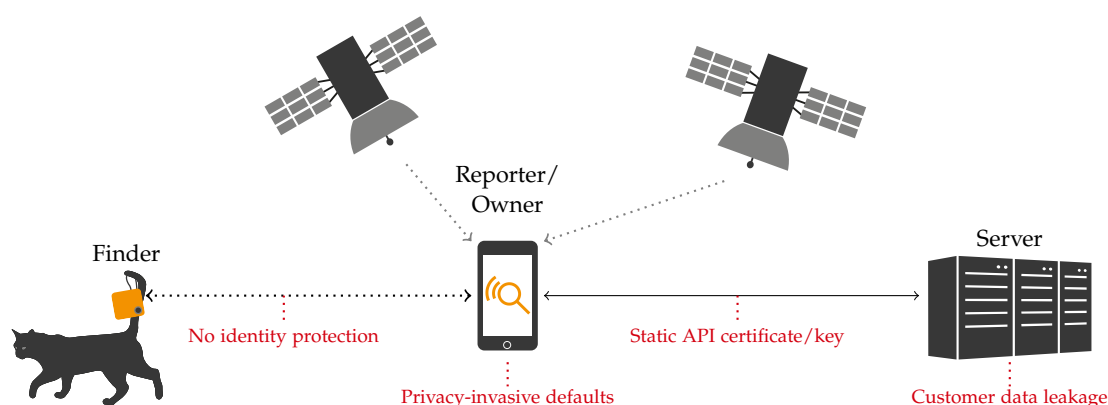 Reporter/
Owner
Finder
Server
No identity protection
Static API certificate/key
Privacy-invasive defaults
Customer data leakage